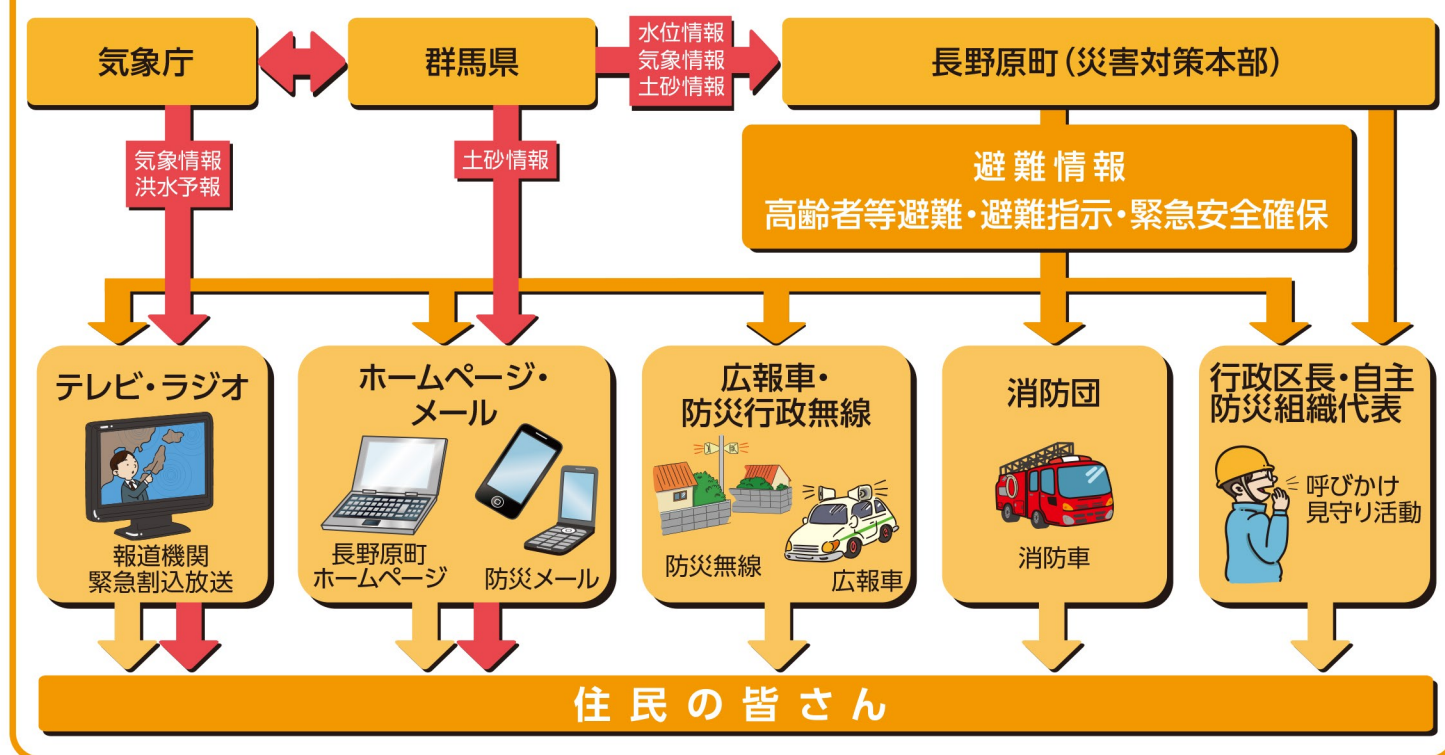 気象庁
群馬県
水位情報
気象情報
土砂情報
長野原町(災害対策本部)
気象情報
洪水予報
土砂情報
避難情報
高齢者等避難・避難指示・緊急安全確保
テレビ・ラジオ
報道機関
緊急割込放送
ホームページ・
メール
長野原町
ホームページ
防災メール
広報車・
防災行政無線
防災無線
広報車
消防団
消防車
行政区長・自主
防災組織代表
呼びかけ
見守り活動
住民の皆さん